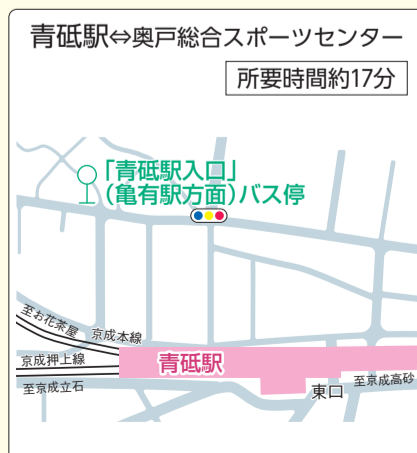 青砥駅⇔奥戸総合スポーツセンター
所要時間約17分
「青砥駅入口」
(亀有駅方面)バス停
至お花茶屋
京成本線
京成押上線
青砥駅
至京成立石
東口
至京成高砂